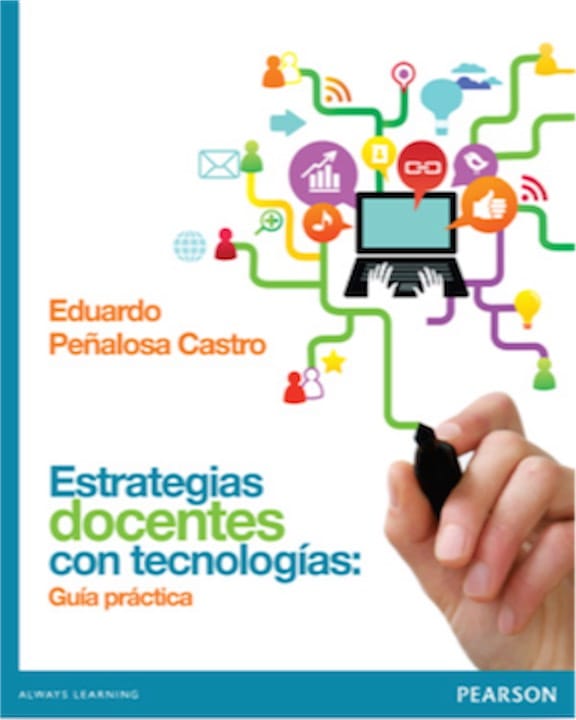 Eduardo
Peñalosa Castro
Estrategias
docentes
con tecnologías:
Guía práctica
ALWAYS LEARNING
PEARSON